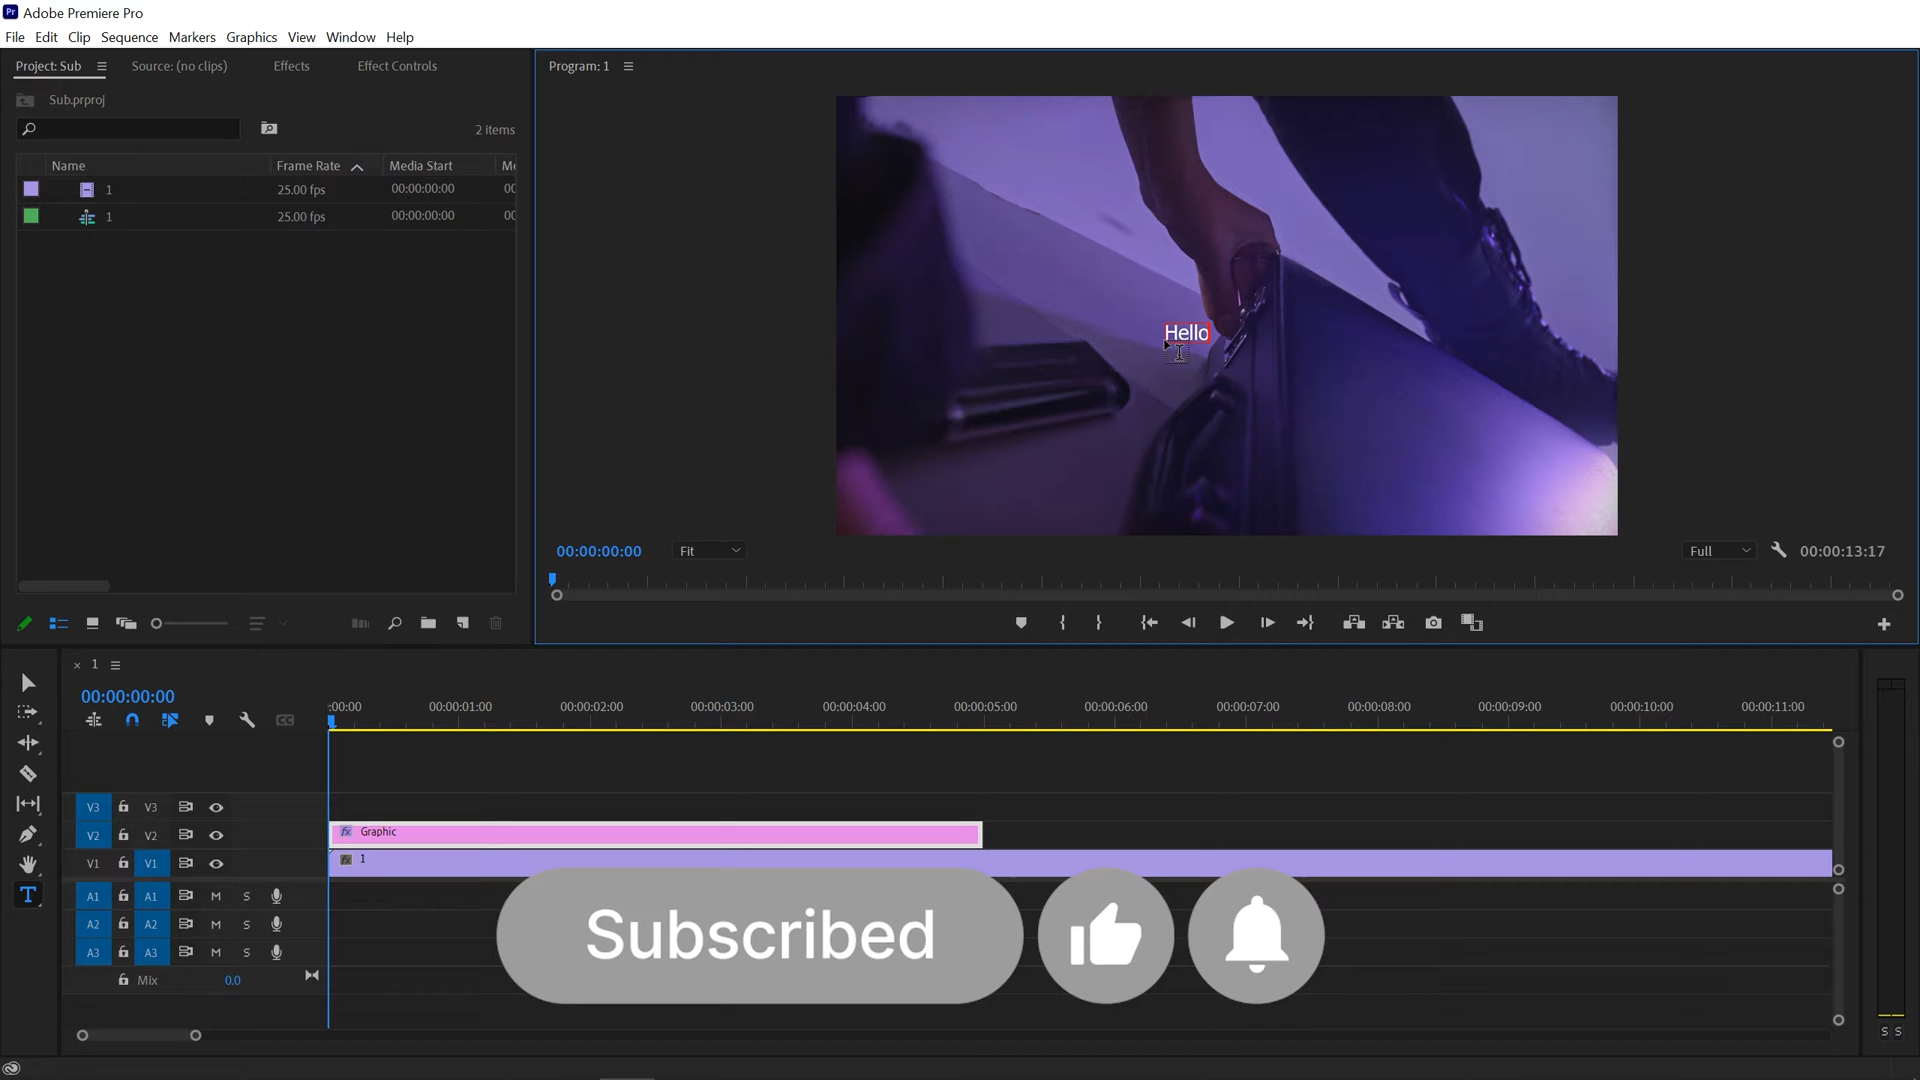 Adobe Premiere Pro
File Edit Clip Sequence Markers Graphics View Window Help
Project: Sub Source: (no clips) Effects Effect Controls
Program: 1
Sub.prproj
2 items
Name Frame Rate Media Start Me
1 25.00 fps 00:00:00:00 00
1 25.00 fps 00:00:00:00 00
Hello
00:00:00:00 Fit Full 00:00:13:17
1
00:00:00:00
:00:00 00:00:01:00 00:00:02:00 00:00:03:00 00:00:04:00 00:00:05:00 00:00:06:00 00:00:07:00 00:00:08:00 00:00:09:00 00:00:10:00 00:00:11:00
V3 V3
V2 V2 fx Graphic
V1 V1 fx 1
A1 A1 M S
A2 A2 M S
A3 A3 M S
Mix 0.0
Subscribed
S S